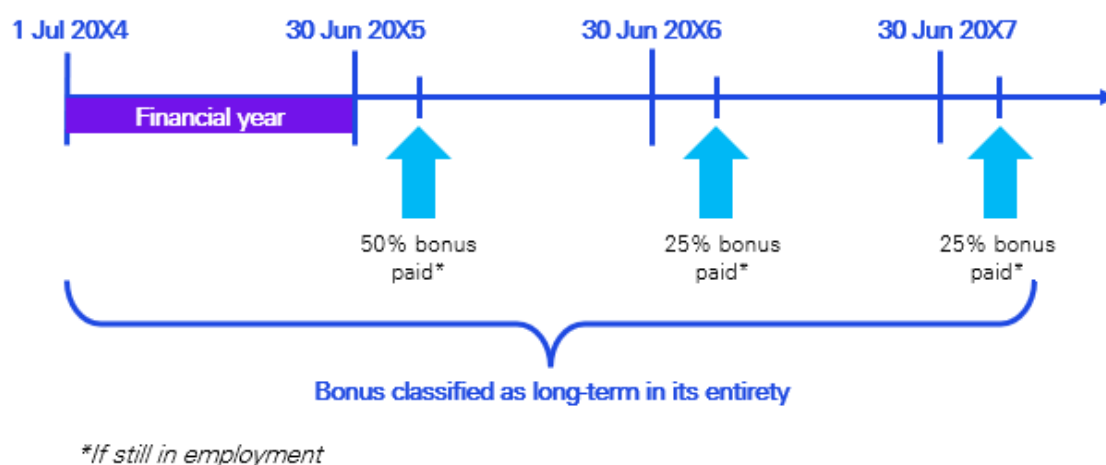 1 Jul 20X4
30 Jun 20X5
30 Jun 20X6
30 Jun 20X7
Financial year
50% bonus
paid*
25% bonus
paid*
25% bonus
paid*
Bonus classified as long-term in its entirety
*If still in employment